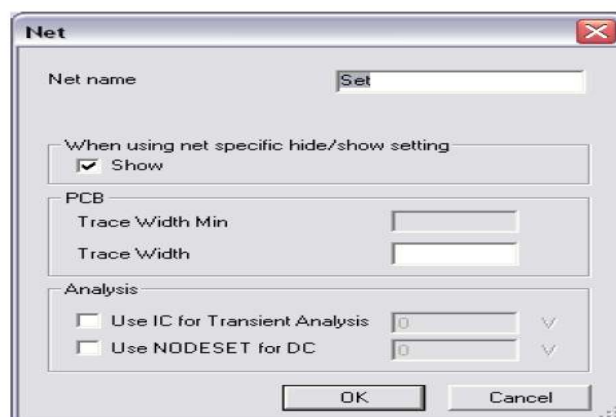 Net
Net name Set
When using net specific hide/show setting
Show
PCB
Trace Width Min
Trace Width
Analysis
Use IC for Transient Analysis 0 V
Use NODESET for DC 0 V
OK Cancel